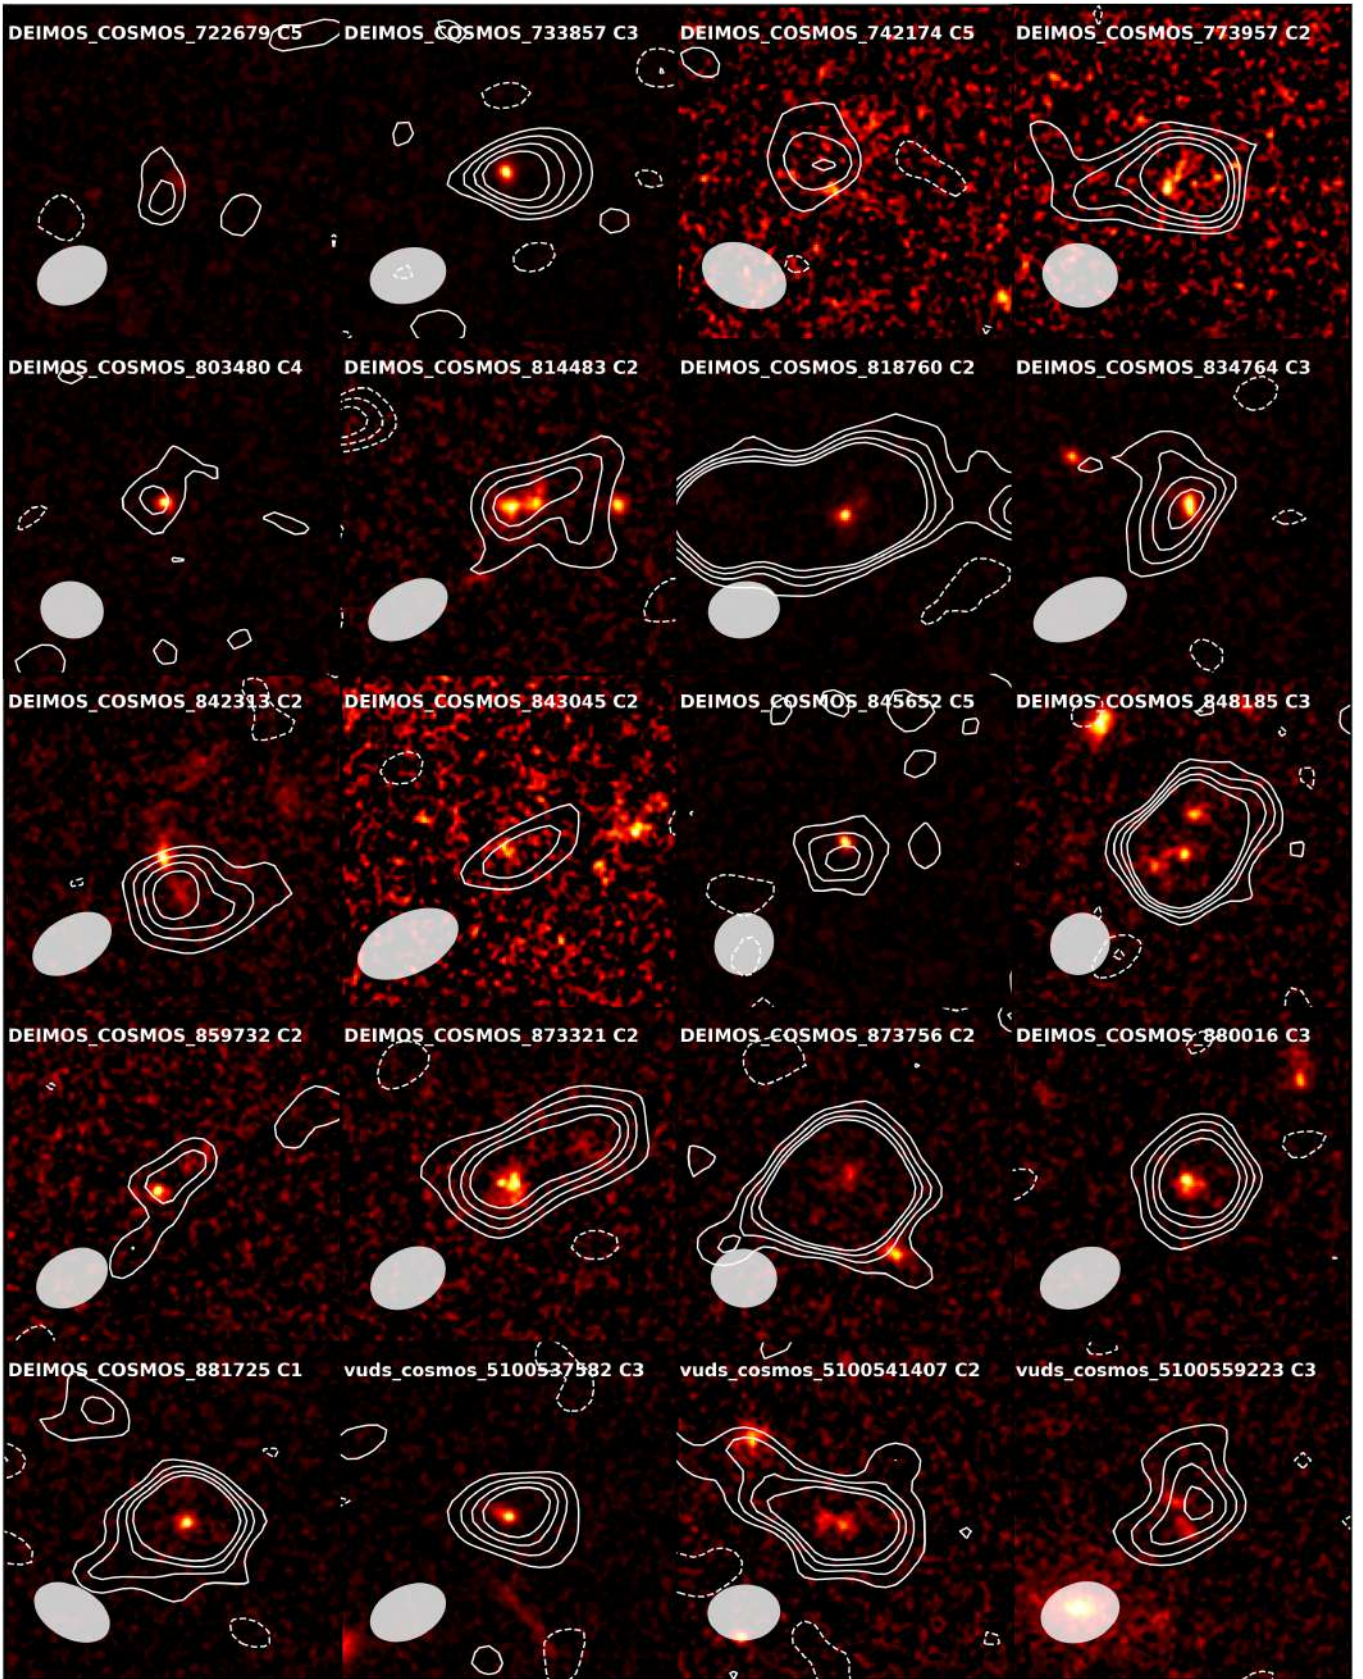 DEIMOS_COSMOS_722679 C5
DEIMOS_COSMOS_733857 C3
DEIMOS_COSMOS_742174 C5
DEIMOS_COSMOS_773957 C2
DEIMOS_COSMOS_803480 C4
DEIMOS_COSMOS_814483 C2
DEIMOS_COSMOS_818760 C2
DEIMOS_COSMOS_834764 C3
DEIMOS_COSMOS_842313 C2
DEIMOS_COSMOS_843045 C2
DEIMOS_COSMOS_845652 C5
DEIMOS_COSMOS_848185 C3
DEIMOS_COSMOS_859732 C2
DEIMOS_COSMOS_873321 C2
DEIMOS_COSMOS_873756 C2
DEIMOS_COSMOS_880016 C3
DEIMOS_COSMOS_881725 C1
vuds_cosmos_5100537582 C3
vuds_cosmos_5100541407 C2
vuds_cosmos_5100559223 C3